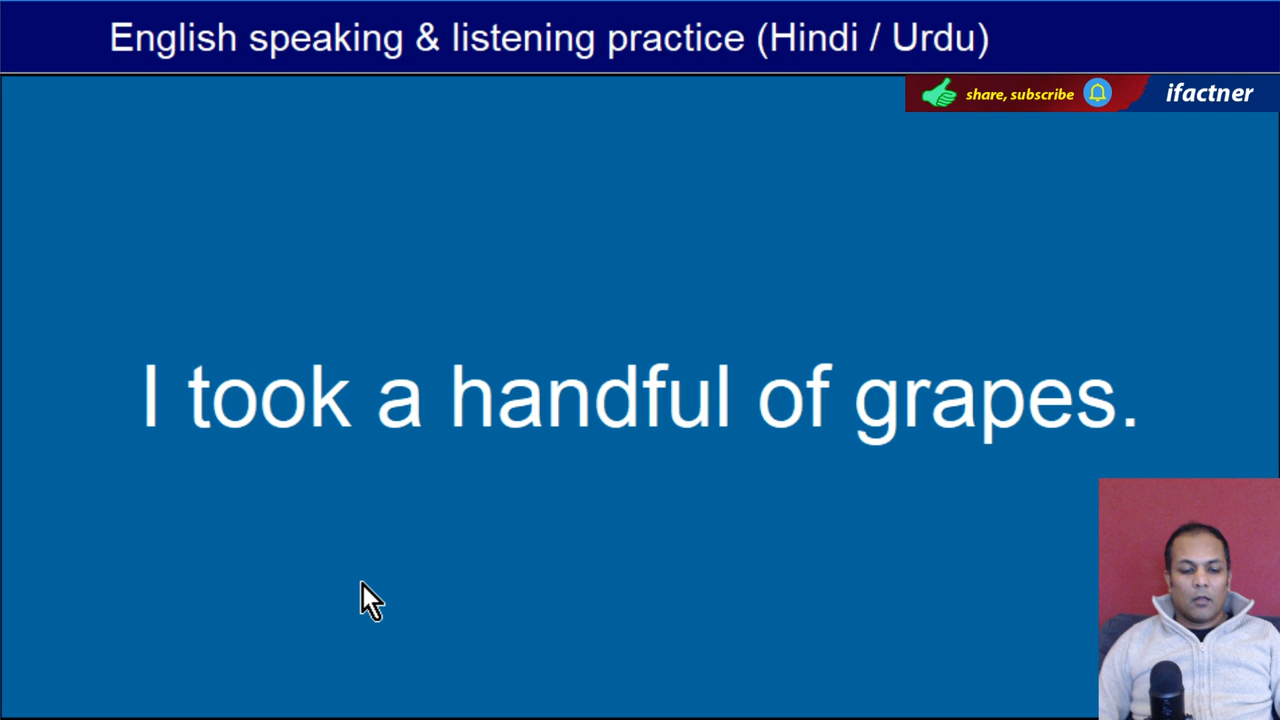 English speaking & listening practice (Hindi / Urdu)
share, subscribe
ifactner
I took a handful of grapes.